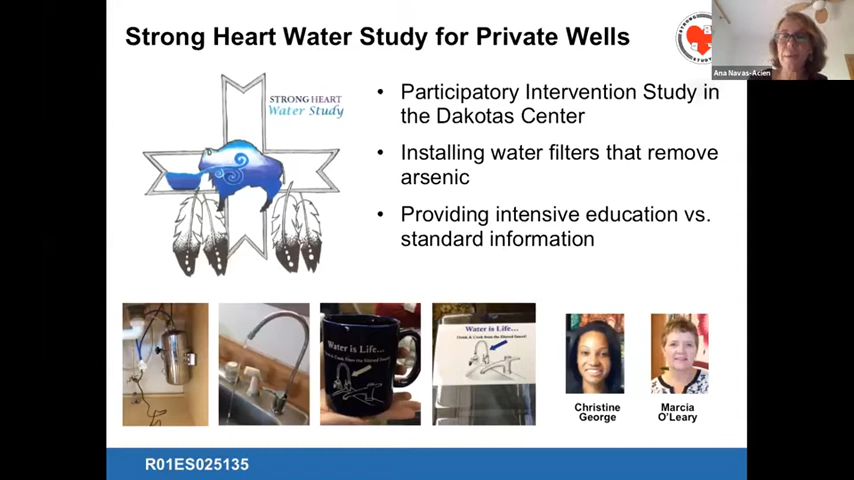 Strong Heart Water Study for Private Wells
STRONG
STUDY
Ana Navas-Acien
STRONG HEART
Water Study
• Participatory Intervention Study in
the Dakotas Center
• Installing water filters that remove
arsenic
• Providing intensive education vs.
standard information
Water is Life...
Drink & Cook from the filtered faucet!
Water is Life...
Drink & Cook from the filtered faucet!
Christine
George
Marcia
O'Leary
R01ES025135